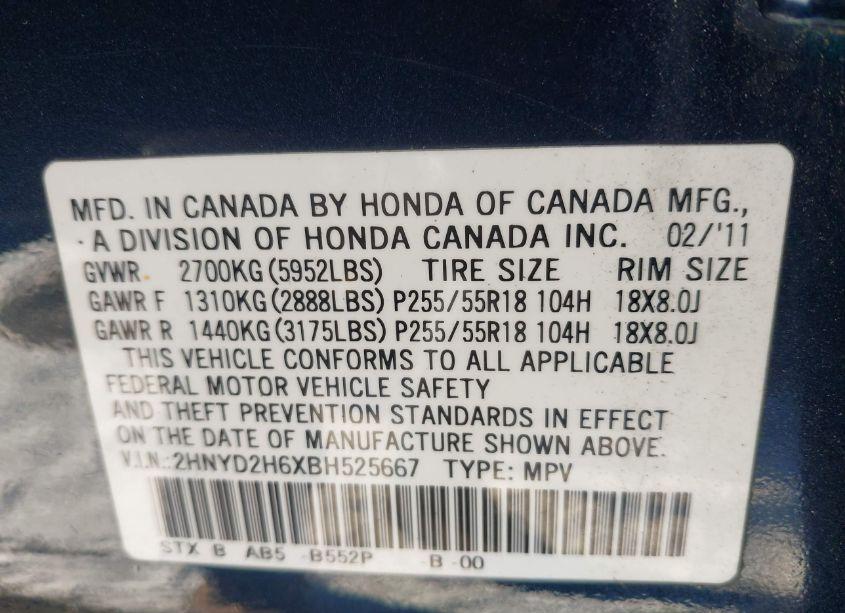 MFD. IN CANADA BY HONDA OF CANADA MFG.,
A DIVISION OF HONDA CANADA INC. 02/'11
GVWR 2700KG (5952LBS) TIRE SIZE RIM SIZE
GAWR F 1310KG (2888LBS) P255/55R18 104H 18X8.0J
GAWR R 1440KG (3175LBS) P255/55R18 104H 18X8.0J
THIS VEHICLE CONFORMS TO ALL APPLICABLE
FEDERAL MOTOR VEHICLE SAFETY
AND THEFT PREVENTION STANDARDS IN EFFECT
ON THE DATE OF MANUFACTURE SHOWN ABOVE.
V.I.N.:2HNYD2H6XBH525667 TYPE: MPV
STX B AB5 -B552P -B -00